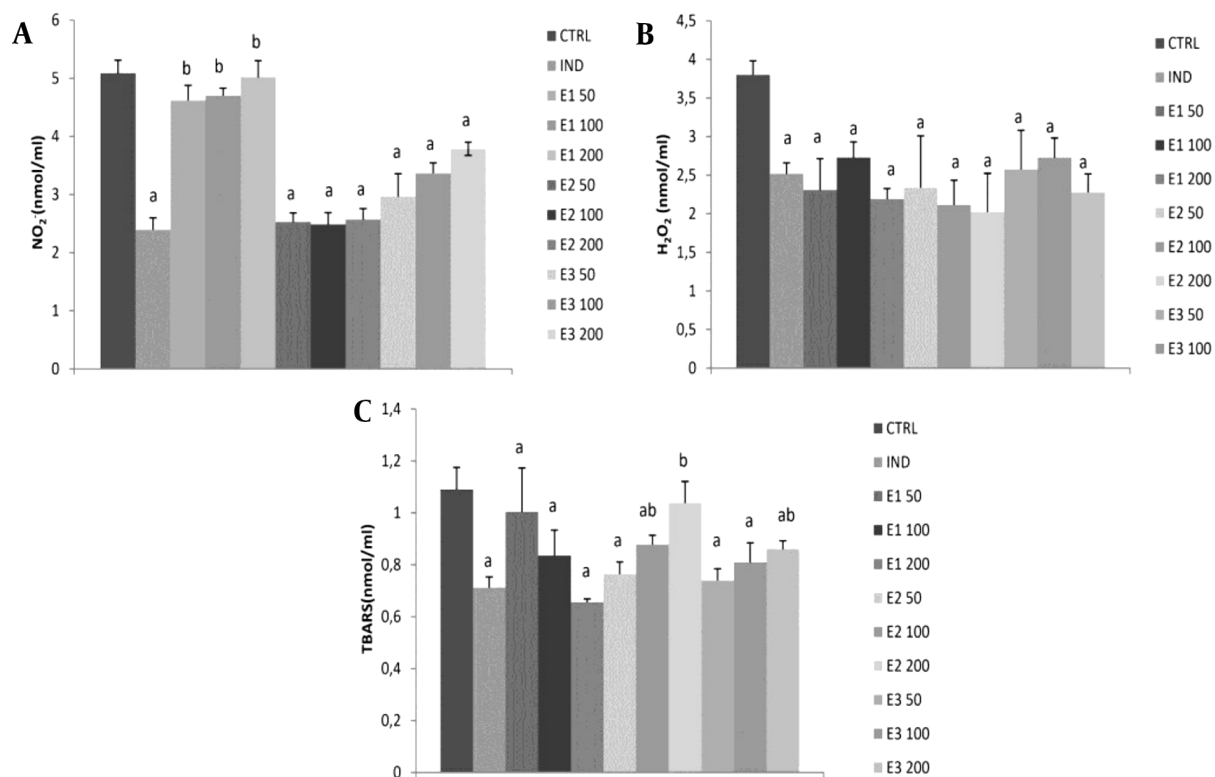 A
NO₂⁻(nmol/ml)
6
5
4
3
2
1
0
a
b
b
b
a
a
a
a
a
a
CTRL
IND
E1 50
E1 100
E1 200
E2 50
E2 100
E2 200
E3 50
E3 100
E3 200
B
H₂O₂ (nmol/ml)
4,5
4
3,5
3
2,5
2
1,5
1
0,5
0
a
a
a
a
a
a
a
a
a
a
CTRL
IND
E1 50
E1 100
E1 200
E2 50
E2 100
E2 200
E3 50
E3 100
C
TBARS(nmol/ml)
1,4
1,2
1
0,8
0,6
0,4
0,2
0
a
a
a
a
a
ab
b
a
a
ab
CTRL
IND
E1 50
E1 100
E1 200
E2 50
E2 100
E2 200
E3 50
E3 100
E3 200